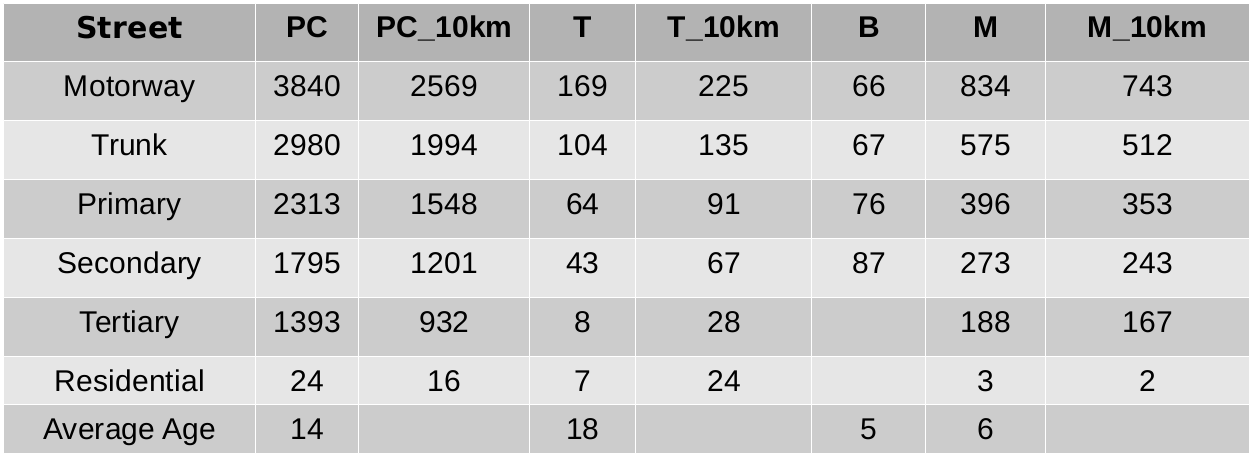 Street PC PC_10km T T_10km B M M_10km
Motorway 3840 2569 169 225 66 834 743
Trunk 2980 1994 104 135 67 575 512
Primary 2313 1548 64 91 76 396 353
Secondary 1795 1201 43 67 87 273 243
Tertiary 1393 932 8 28 188 167
Residential 24 16 7 24 3 2
Average Age 14 18 5 6